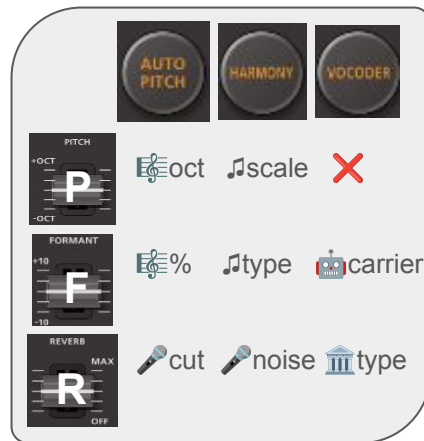 AUTO
PITCH
HARMONY
VOCODER
PITCH
+OCT
P
-OCT
🎼oct ♫scale ❌
FORMANT
+10
F
-10
🎼% ♫type 🤖carrier
REVERB
MAX
R
OFF
🎤cut 🎤noise 🏛️type